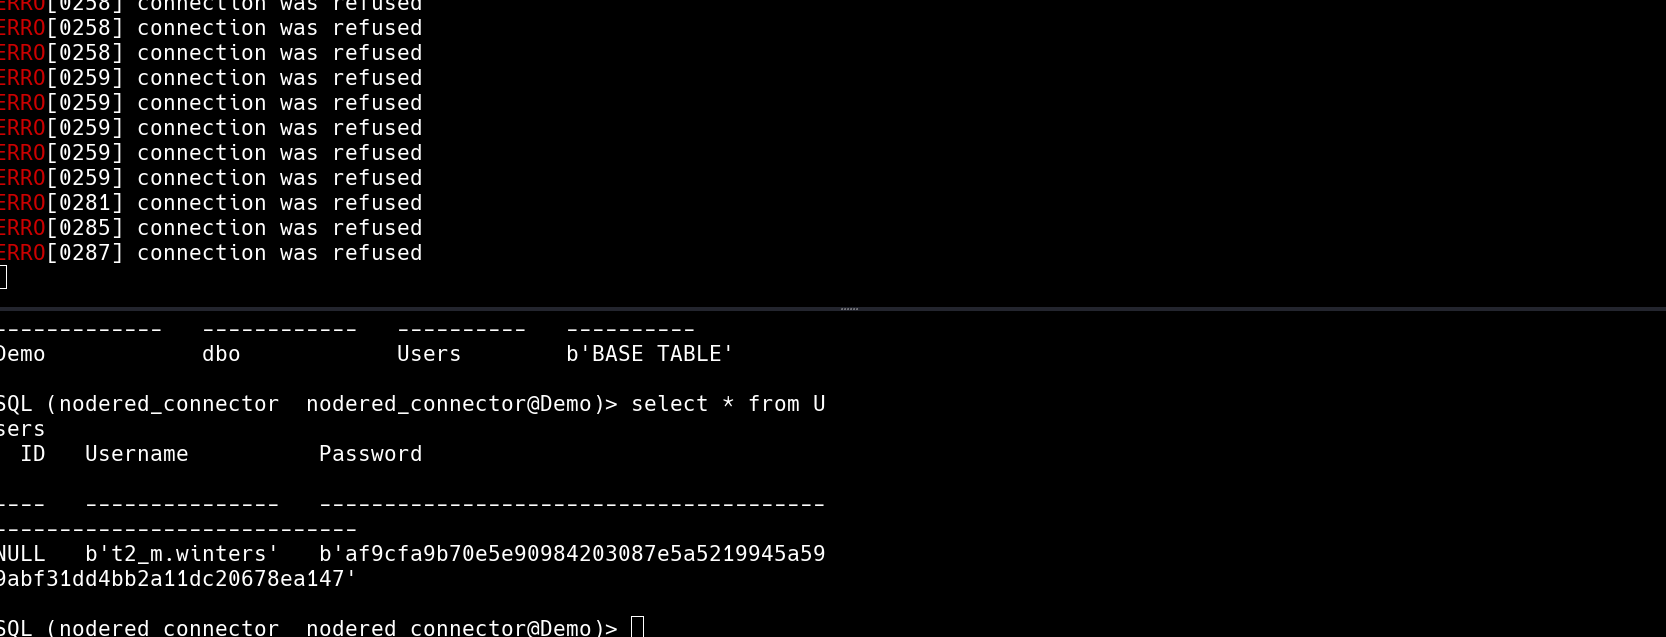 ERRO[0258] connection was refused
ERRO[0258] connection was refused
ERRO[0258] connection was refused
ERRO[0259] connection was refused
ERRO[0259] connection was refused
ERRO[0259] connection was refused
ERRO[0259] connection was refused
ERRO[0259] connection was refused
ERRO[0281] connection was refused
ERRO[0285] connection was refused
ERRO[0287] connection was refused
-------------   ------------   ----------   ----------
Demo            dbo            Users        b'BASE TABLE'
SQL (nodered_connector  nodered_connector@Demo)> select * from U
sers
  ID   Username          Password
----   ---------------   ---------------------------------------
----------------------------
NULL   b't2_m.winters'   b'af9cfa9b70e5e90984203087e5a5219945a59
9abf31dd4bb2a11dc20678ea147'
SQL (nodered_connector  nodered_connector@Demo)>